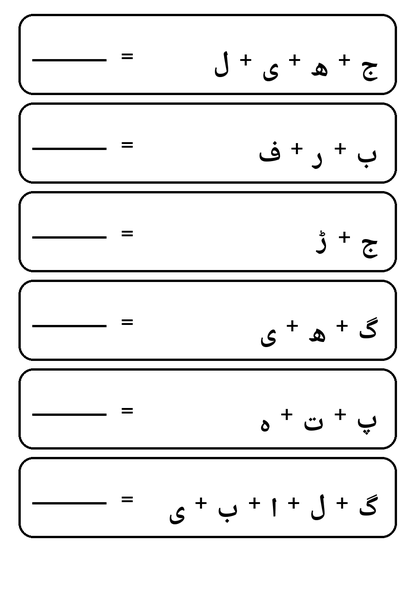 ج + ھ + ی + ل = ______
ب + ر + ف = ______
ج + ڑ = ______
گ + ھ + ی = ______
پ + ت + ہ = ______
گ + ل + ا + ب + ی = ______